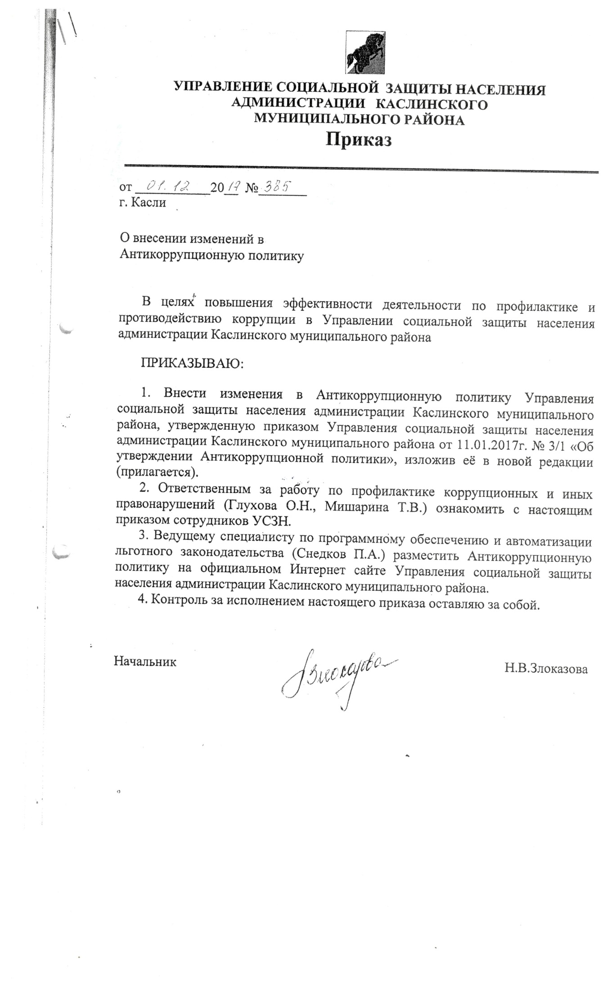 УПРАВЛЕНИЕ СОЦИАЛЬНОЙ ЗАЩИТЫ НАСЕЛЕНИЯ
АДМИНИСТРАЦИИ КАСЛИНСКОГО
МУНИЦИПАЛЬНОГО РАЙОНА
Приказ
от 01.12 2017 № 385
г. Касли
О внесении изменений в
Антикоррупционную политику
В целях повышения эффективности деятельности по профилактике и
противодействию коррупции в Управлении социальной защиты населения
администрации Каслинского муниципального района
ПРИКАЗЫВАЮ:
1. Внести изменения в Антикоррупционную политику Управления
социальной защиты населения администрации Каслинского муниципального
района, утвержденную приказом Управления социальной защиты населения
администрации Каслинского муниципального района от 11.01.2017г. № 3/1 «Об
утверждении Антикоррупционной политики», изложив её в новой редакции
(прилагается).
2. Ответственным за работу по профилактике коррупционных и иных
правонарушений (Глухова О.Н., Мишарина Т.В.) ознакомить с настоящим
приказом сотрудников УСЗН.
3. Ведущему специалисту по программному обеспечению и автоматизации
льготного законодательства (Снедков П.А.) разместить Антикоррупционную
политику на официальном Интернет сайте Управления социальной защиты
населения администрации Каслинского муниципального района.
4. Контроль за исполнением настоящего приказа оставляю за собой.
Начальник Злоказова Н.В.Злоказова